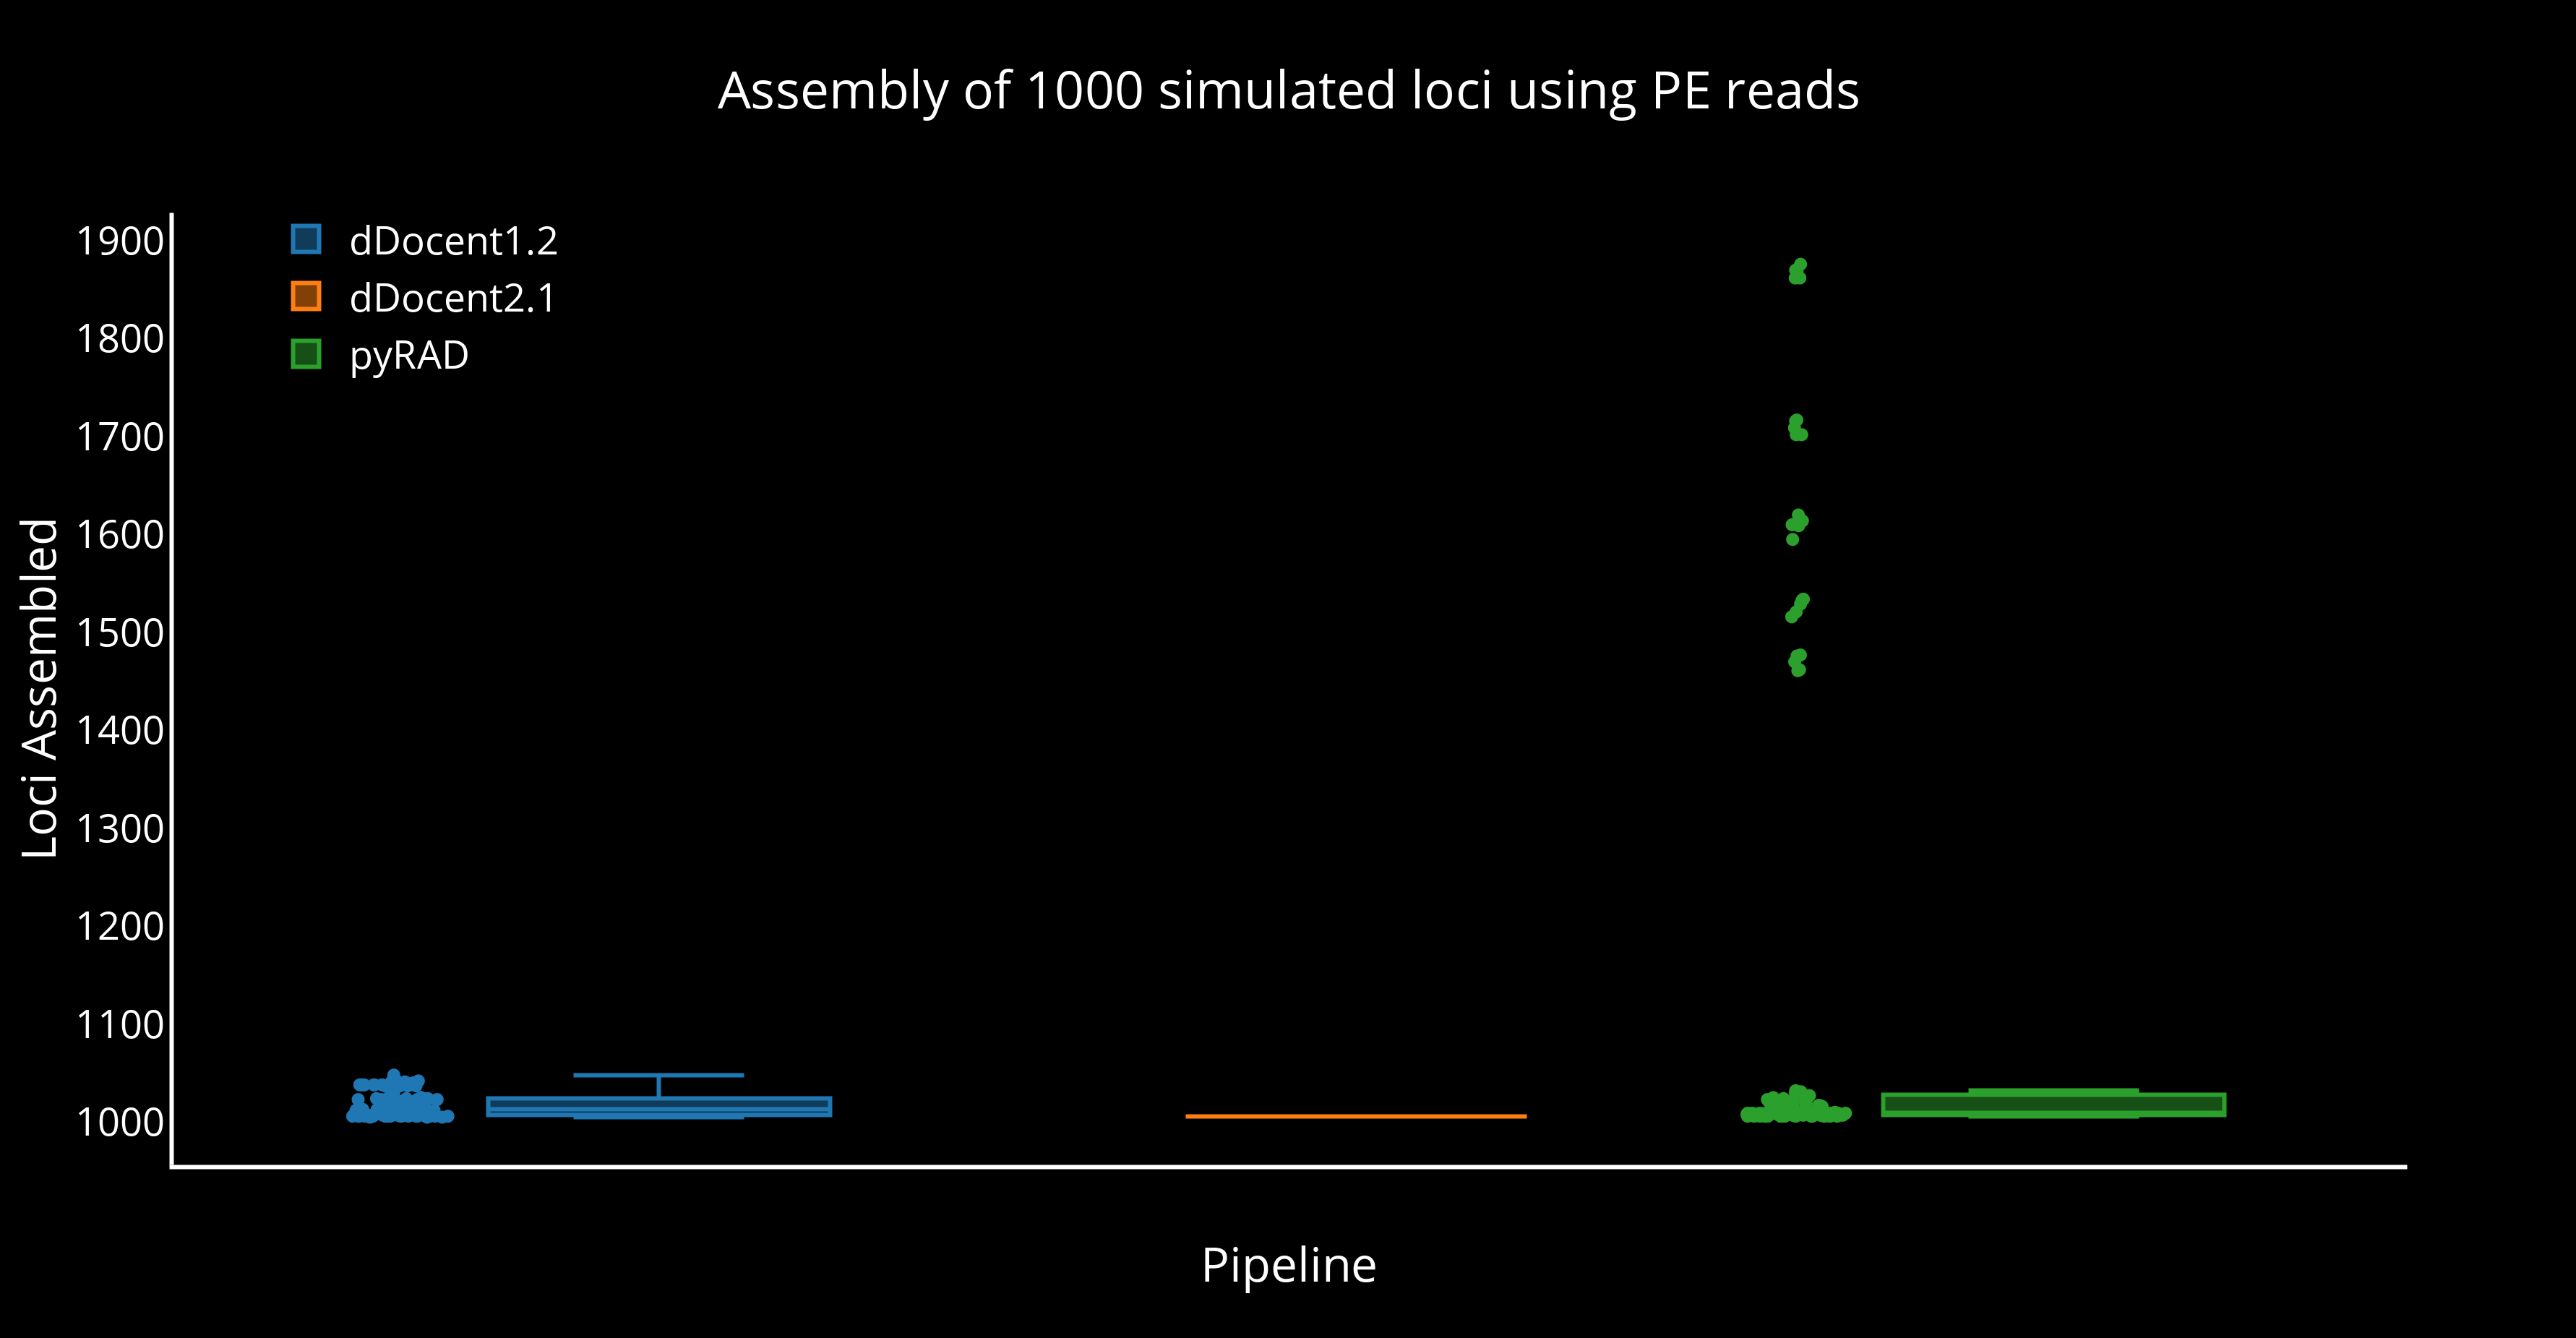 Assembly of 1000 simulated loci using PE reads
dDocent1.2
dDocent2.1
pyRAD
1900
1800
1700
1600
1500
1400
1300
1200
1100
1000
Loci Assembled
Pipeline